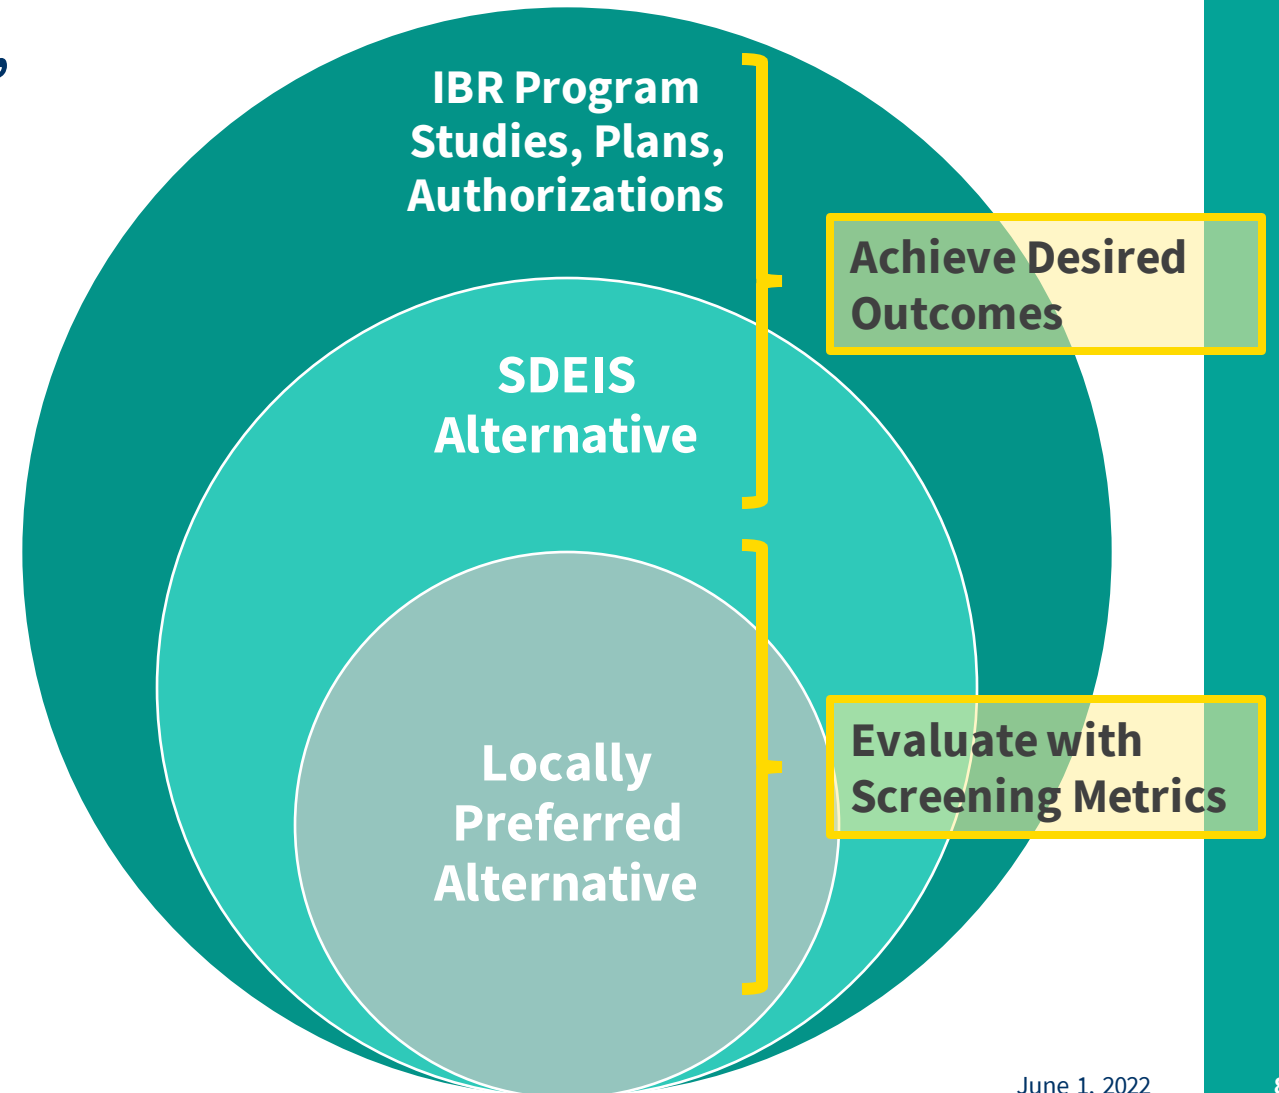 IBR Program
Studies, Plans,
Authorizations
Achieve Desired
Outcomes
SDEIS
Alternative
Locally
Preferred
Alternative
Evaluate with
Screening Metrics
June 1, 2022